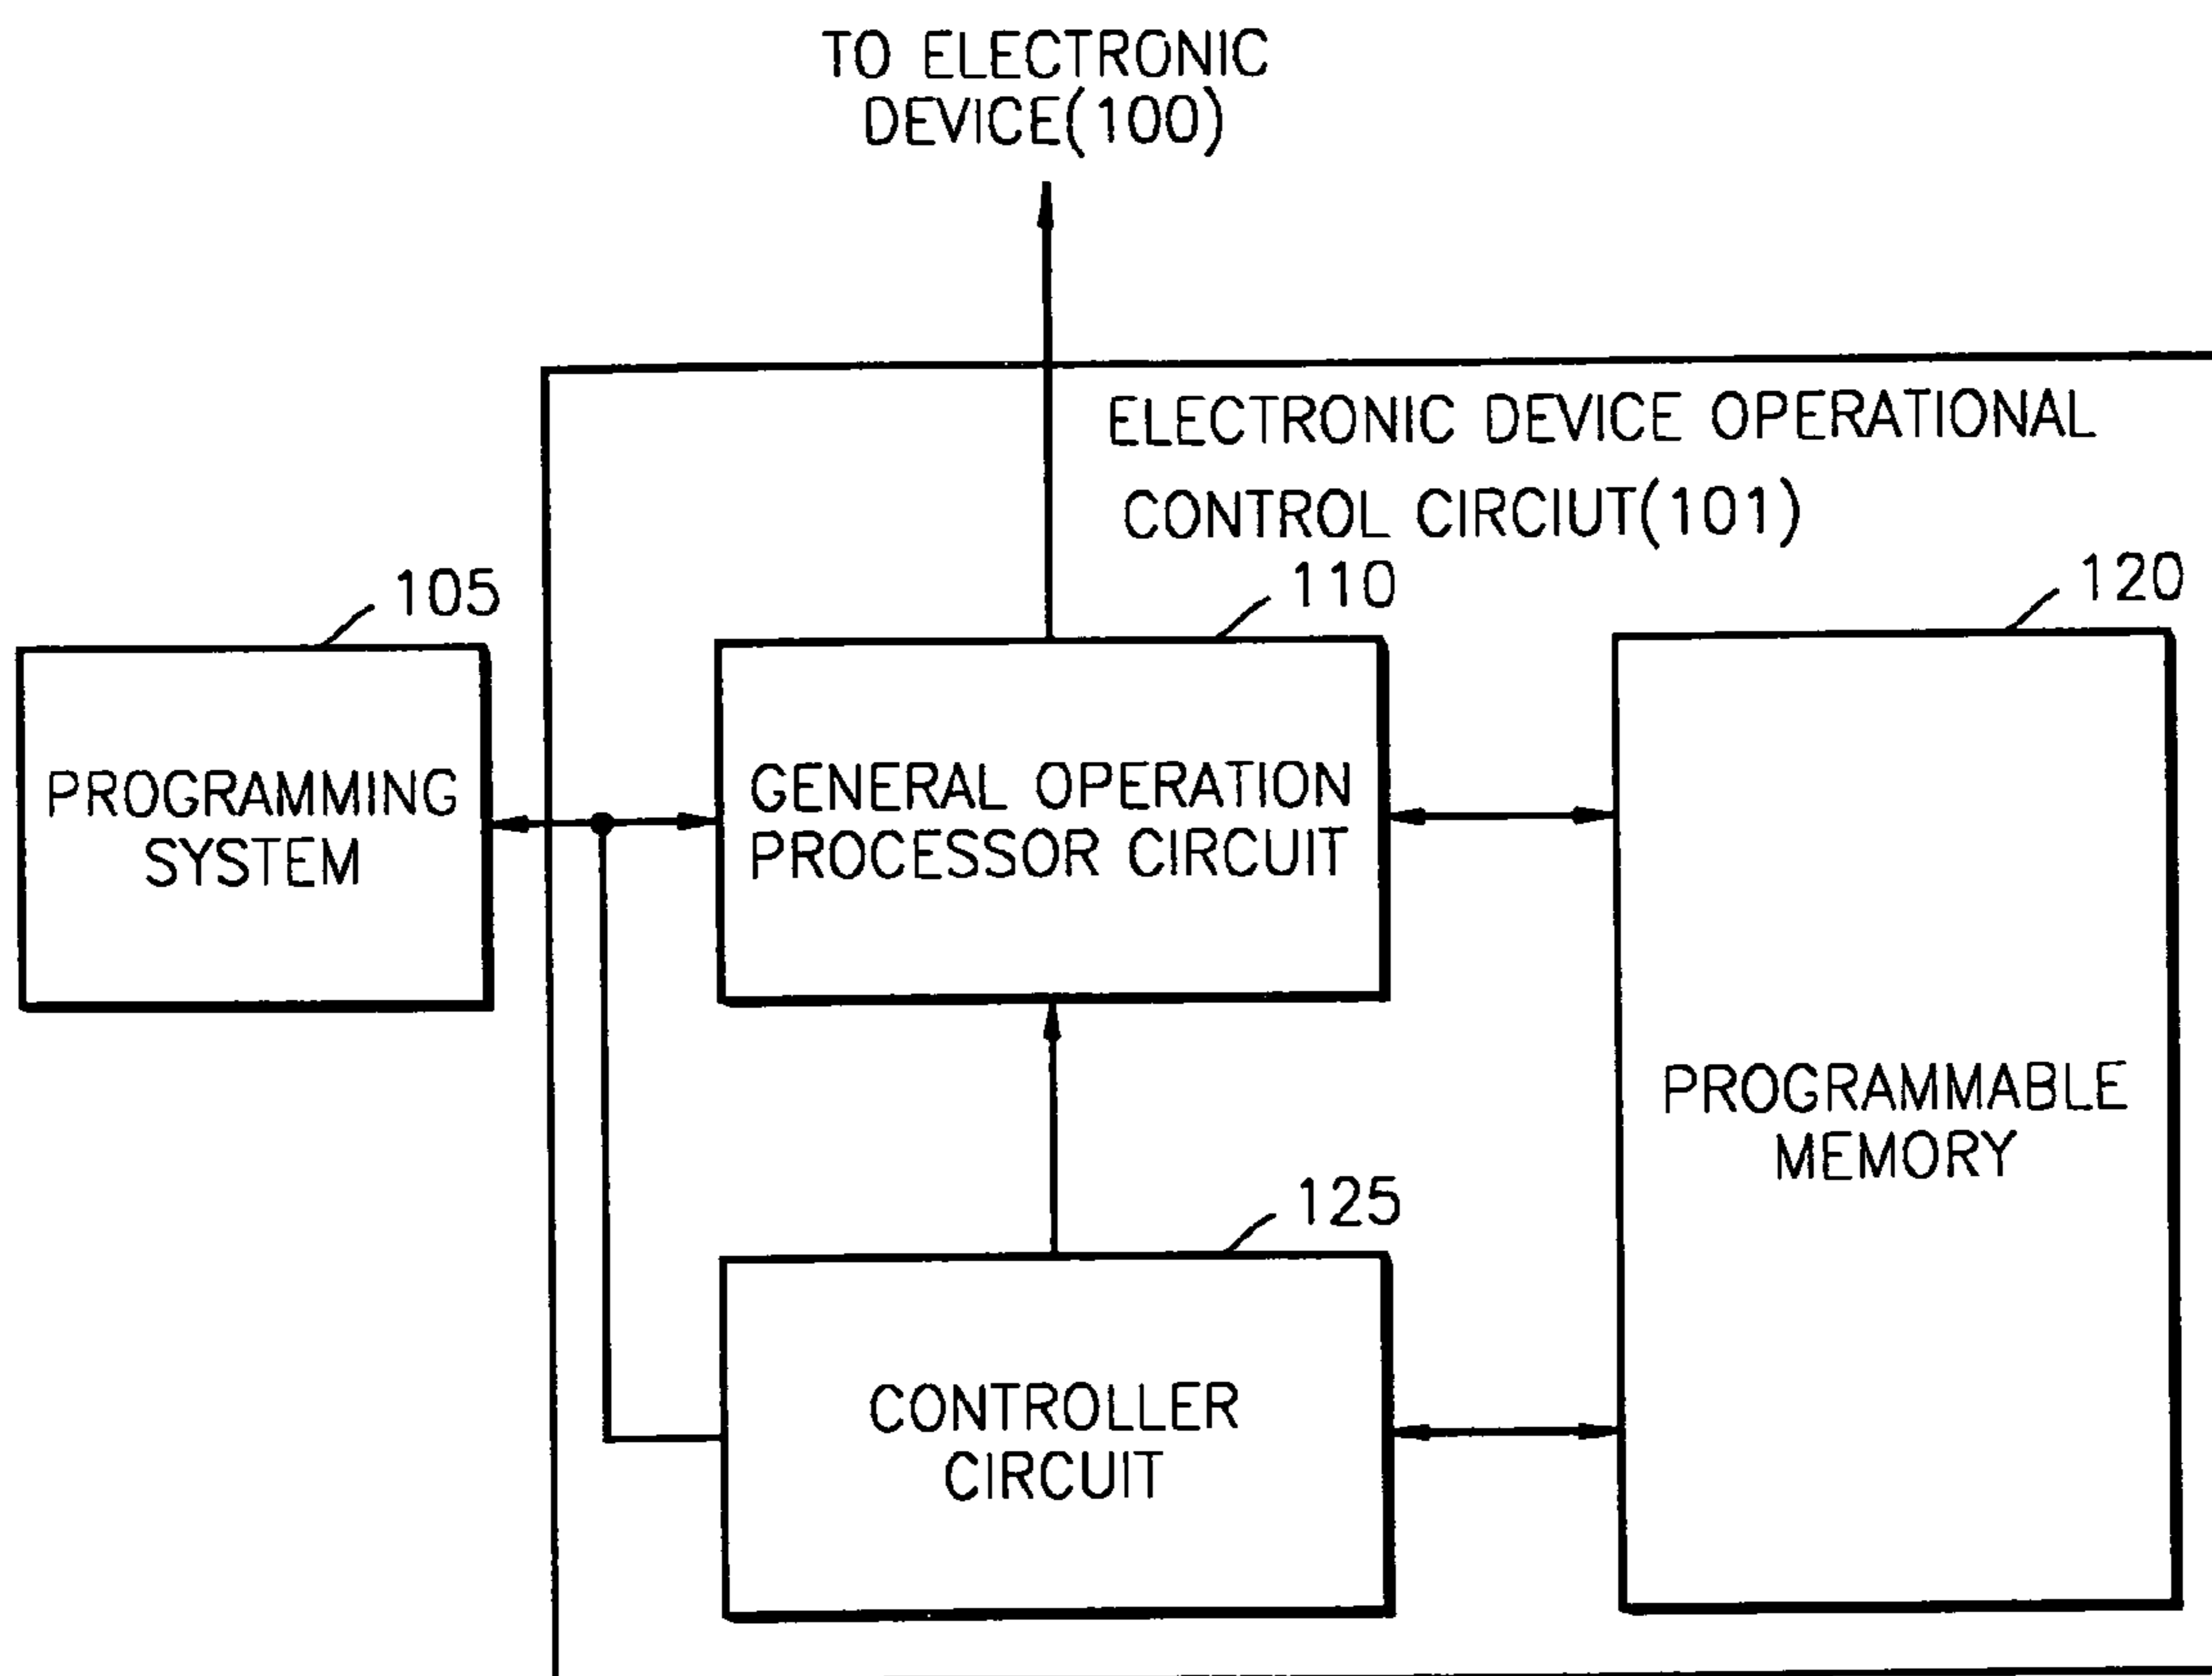 TO ELECTRONIC
DEVICE(100)
ELECTRONIC DEVICE OPERATIONAL
CONTROL CIRCIUT(101)
105
110
120
PROGRAMMING
SYSTEM
GENERAL OPERATION
PROCESSOR CIRCUIT
PROGRAMMABLE
MEMORY
125
CONTROLLER
CIRCUIT